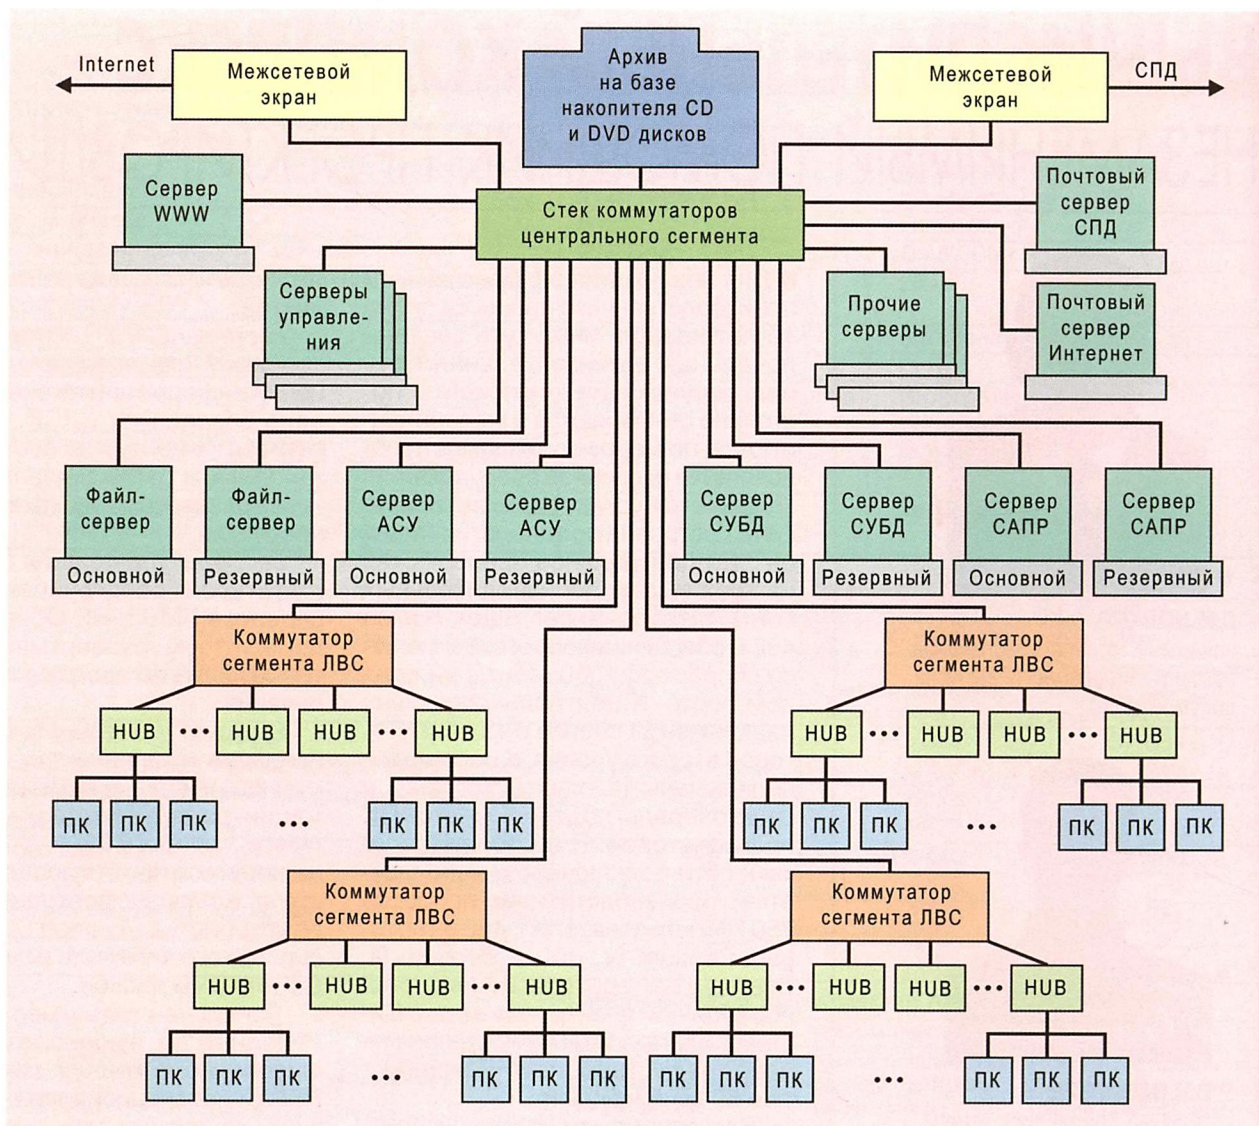 Internet
Межсетевой
экран
Архив
на базе
накопителя CD
и DVD дисков
Межсетевой
экран
СПД
Сервер
WWW
Стек коммутаторов
центрального сегмента
Почтовый
сервер
СПД
Серверы
управле-
ния
Прочие
серверы
Почтовый
сервер
Интернет
Файл-
сервер
Основной
Файл-
сервер
Резервный
Сервер
АСУ
Основной
Сервер
АСУ
Резервный
Сервер
СУБД
Основной
Сервер
СУБД
Резервный
Сервер
САПР
Основной
Сервер
САПР
Резервный
Коммутатор
сегмента ЛВС
HUB ••• HUB HUB ••• HUB
ПК ПК ПК ••• ПК ПК ПК
Коммутатор
сегмента ЛВС
HUB ••• HUB HUB ••• HUB
ПК ПК ПК ••• ПК ПК ПК
Коммутатор
сегмента ЛВС
HUB ••• HUB HUB ••• HUB
ПК ПК ПК ••• ПК ПК ПК
Коммутатор
сегмента ЛВС
HUB ••• HUB HUB ••• HUB
ПК ПК ПК ••• ПК ПК ПК